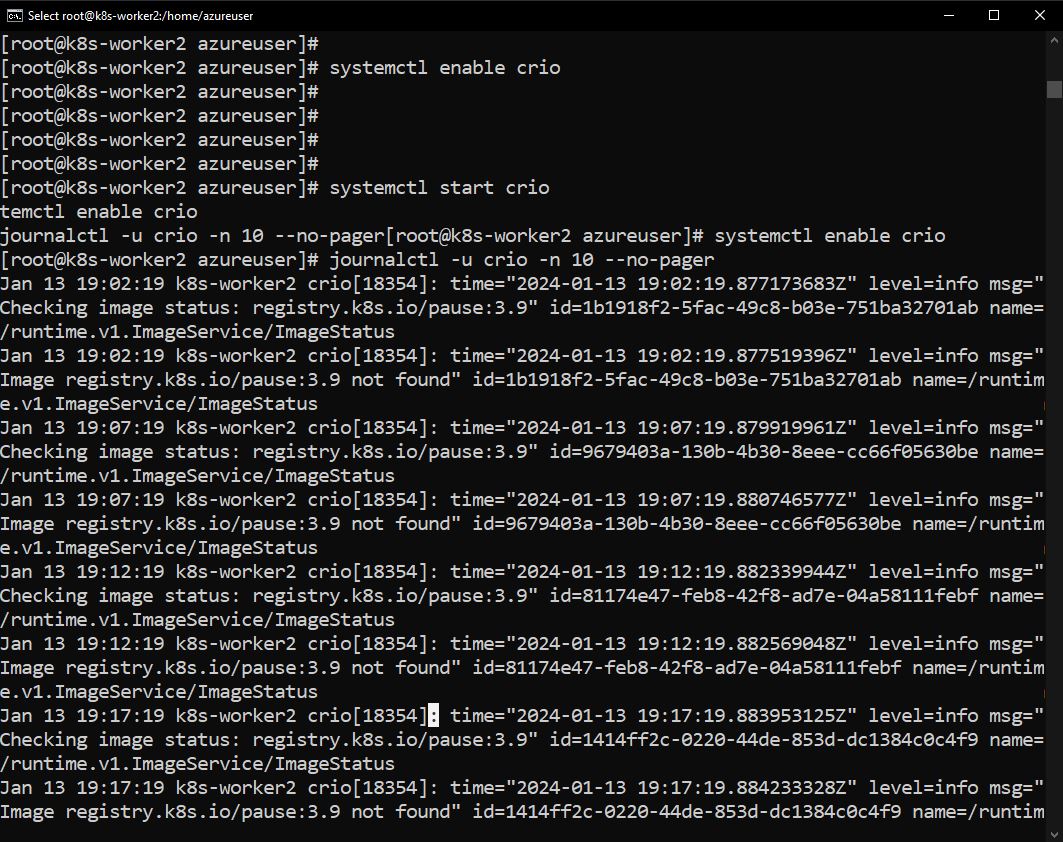 Select root@k8s-worker2:/home/azureuser
[root@k8s-worker2 azureuser]#
[root@k8s-worker2 azureuser]# systemctl enable crio
[root@k8s-worker2 azureuser]#
[root@k8s-worker2 azureuser]#
[root@k8s-worker2 azureuser]#
[root@k8s-worker2 azureuser]#
[root@k8s-worker2 azureuser]# systemctl start crio
temctl enable crio
journalctl -u crio -n 10 --no-pager[root@k8s-worker2 azureuser]# systemctl enable crio
[root@k8s-worker2 azureuser]# journalctl -u crio -n 10 --no-pager
Jan 13 19:02:19 k8s-worker2 crio[18354]: time="2024-01-13 19:02:19.877173683Z" level=info msg="
Checking image status: registry.k8s.io/pause:3.9" id=1b1918f2-5fac-49c8-b03e-751ba32701ab name=
/runtime.v1.ImageService/ImageStatus
Jan 13 19:02:19 k8s-worker2 crio[18354]: time="2024-01-13 19:02:19.877519396Z" level=info msg="
Image registry.k8s.io/pause:3.9 not found" id=1b1918f2-5fac-49c8-b03e-751ba32701ab name=/runtim
e.v1.ImageService/ImageStatus
Jan 13 19:07:19 k8s-worker2 crio[18354]: time="2024-01-13 19:07:19.879919961Z" level=info msg="
Checking image status: registry.k8s.io/pause:3.9" id=9679403a-130b-4b30-8eee-cc66f05630be name=
/runtime.v1.ImageService/ImageStatus
Jan 13 19:07:19 k8s-worker2 crio[18354]: time="2024-01-13 19:07:19.880746577Z" level=info msg="
Image registry.k8s.io/pause:3.9 not found" id=9679403a-130b-4b30-8eee-cc66f05630be name=/runtim
e.v1.ImageService/ImageStatus
Jan 13 19:12:19 k8s-worker2 crio[18354]: time="2024-01-13 19:12:19.882339944Z" level=info msg="
Checking image status: registry.k8s.io/pause:3.9" id=81174e47-feb8-42f8-ad7e-04a58111febf name=
/runtime.v1.ImageService/ImageStatus
Jan 13 19:12:19 k8s-worker2 crio[18354]: time="2024-01-13 19:12:19.882569048Z" level=info msg="
Image registry.k8s.io/pause:3.9 not found" id=81174e47-feb8-42f8-ad7e-04a58111febf name=/runtim
e.v1.ImageService/ImageStatus
Jan 13 19:17:19 k8s-worker2 crio[18354]: time="2024-01-13 19:17:19.883953125Z" level=info msg="
Checking image status: registry.k8s.io/pause:3.9" id=1414ff2c-0220-44de-853d-dc1384c0c4f9 name=
/runtime.v1.ImageService/ImageStatus
Jan 13 19:17:19 k8s-worker2 crio[18354]: time="2024-01-13 19:17:19.884233328Z" level=info msg="
Image registry.k8s.io/pause:3.9 not found" id=1414ff2c-0220-44de-853d-dc1384c0c4f9 name=/runtim